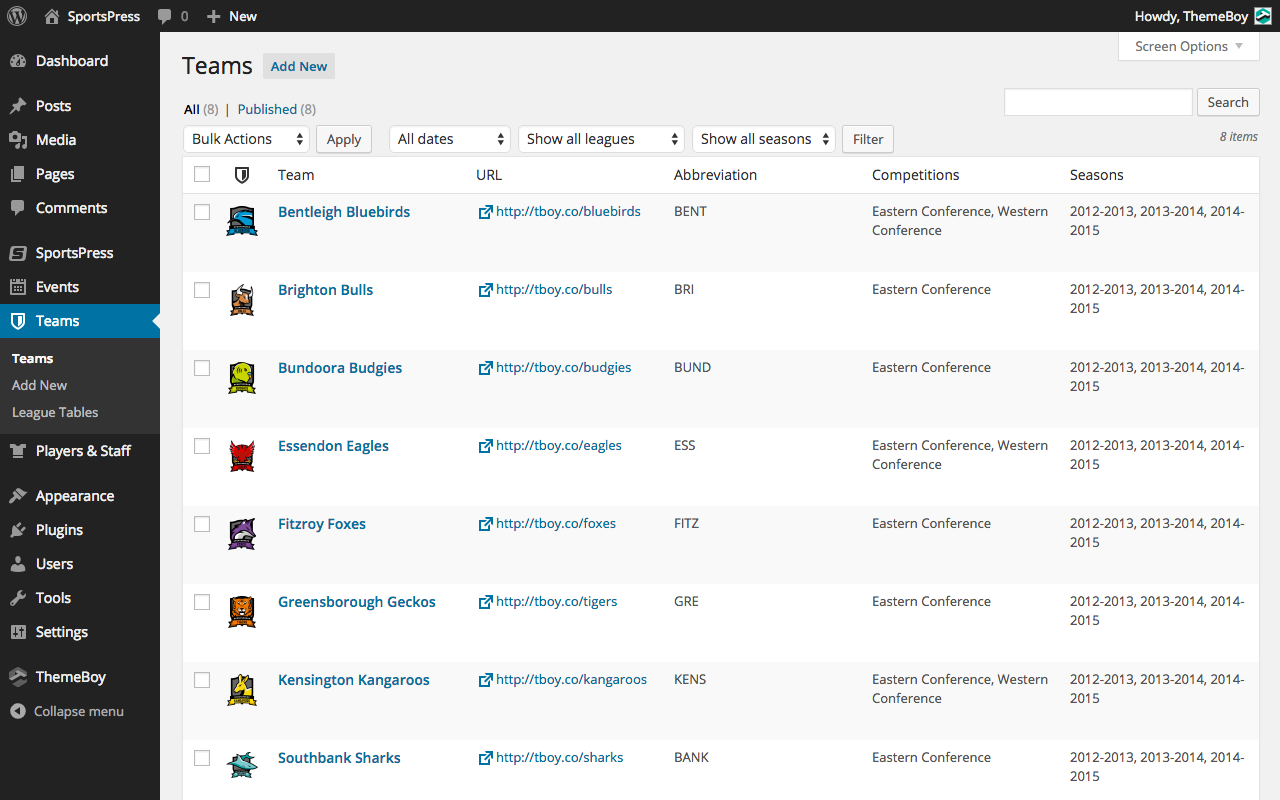 SportsPress 0 New Howdy, ThemeBoy
Screen Options
Dashboard
Posts
Media
Pages
Comments
SportsPress
Events
Teams
Teams
Add New
League Tables
Players & Staff
Appearance
Plugins
Users
Tools
Settings
ThemeBoy
Collapse menu
Teams Add New
All (8) | Published (8)
Search
Bulk Actions Apply All dates Show all leagues Show all seasons Filter
8 items
Team URL Abbreviation Competitions Seasons
Bentleigh Bluebirds http://tboy.co/bluebirds BENT Eastern Conference, Western 2012-2013, 2013-2014, 2014-
Conference 2015
Brighton Bulls http://tboy.co/bulls BRI Eastern Conference 2012-2013, 2013-2014, 2014-
2015
Bundoora Budgies http://tboy.co/budgies BUND Eastern Conference 2012-2013, 2013-2014, 2014-
2015
Essendon Eagles http://tboy.co/eagles ESS Eastern Conference, Western 2012-2013, 2013-2014, 2014-
Conference 2015
Fitzroy Foxes http://tboy.co/foxes FITZ Eastern Conference 2012-2013, 2013-2014, 2014-
2015
Greensborough Geckos http://tboy.co/tigers GRE Eastern Conference 2012-2013, 2013-2014, 2014-
2015
Kensington Kangaroos http://tboy.co/kangaroos KENS Eastern Conference, Western 2012-2013, 2013-2014, 2014-
Conference 2015
Southbank Sharks http://tboy.co/sharks BANK Eastern Conference 2012-2013, 2013-2014, 2014-
2015